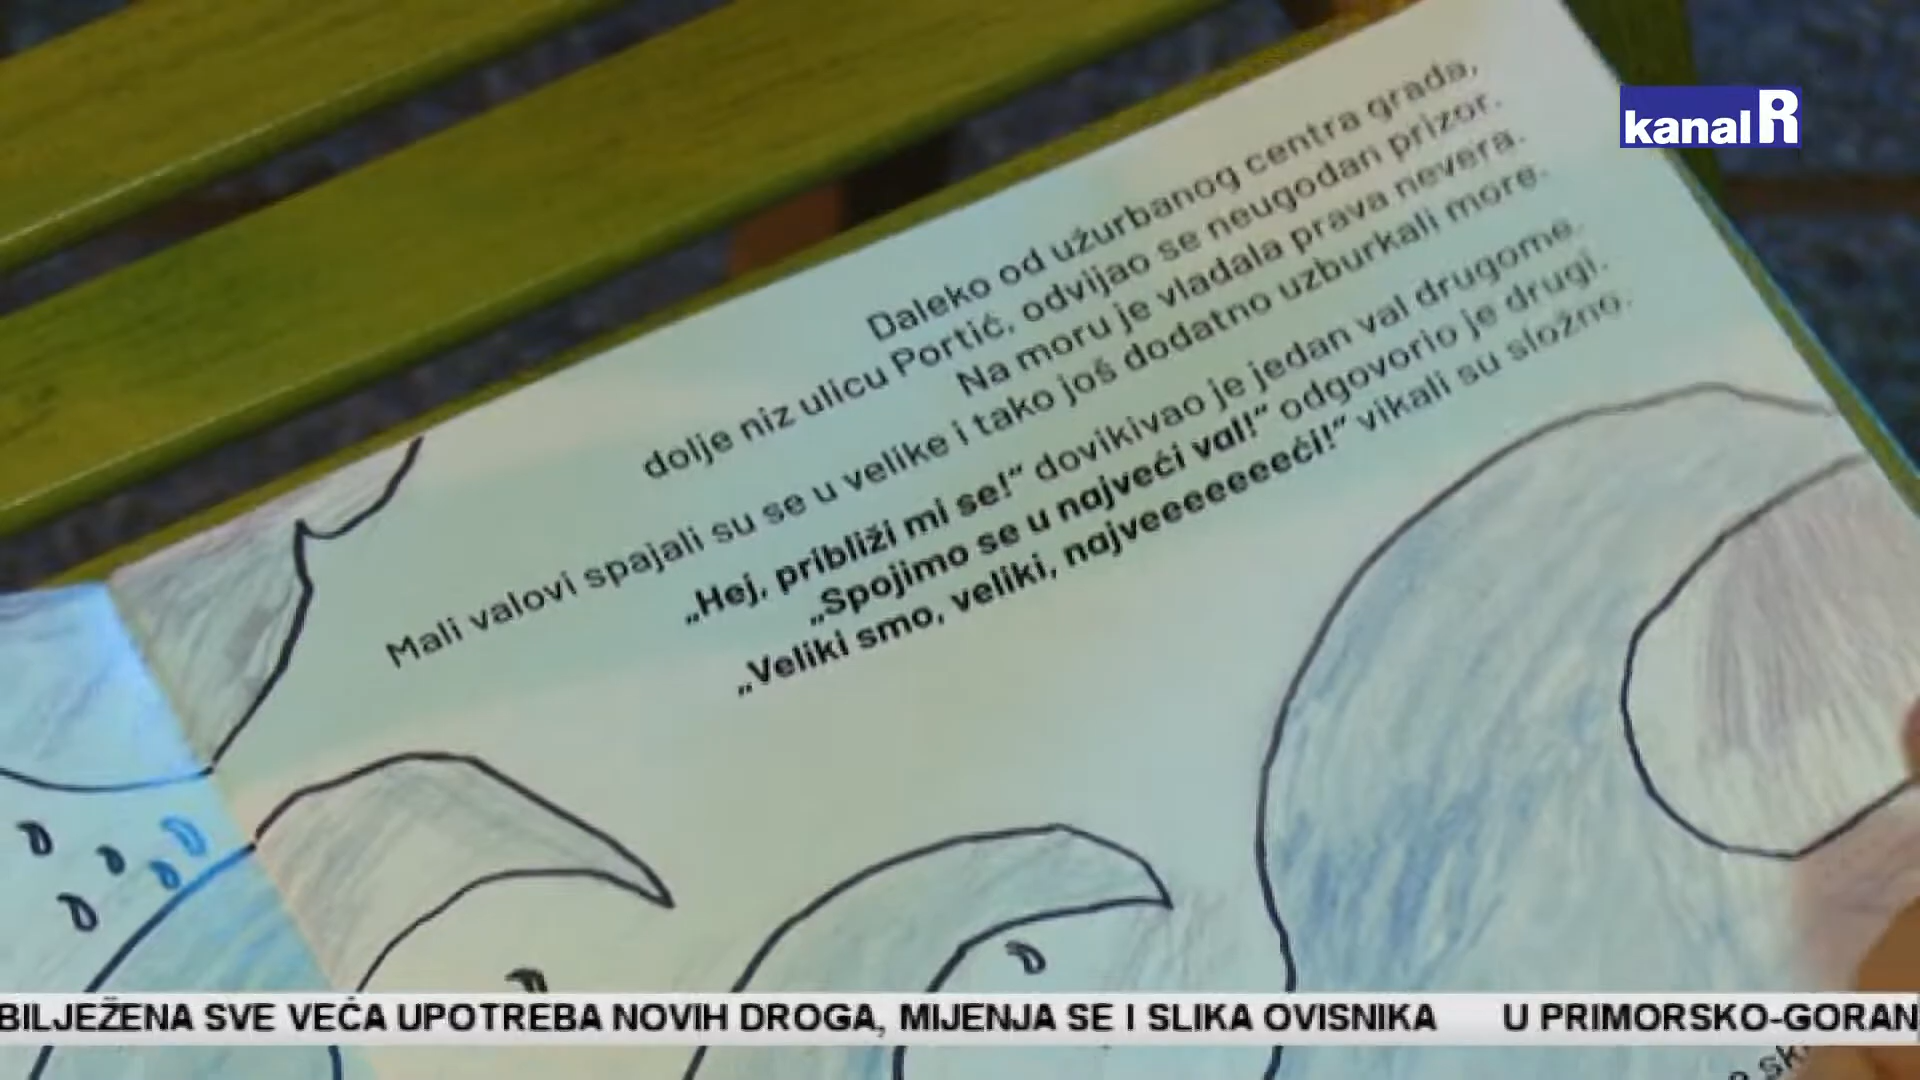 kanal R
Daleko od užurbanog centra grada,
dolje niz ulicu Portić, odvijao se neugodan prizor.
Na moru je vladala prava nevera.
Mali valovi spajali su se u velike i tako još dodatno uzburkali more.
„Hej, približi mi se!“ dovikivao je jedan val drugome.
„Spojimo se u najveći val!“ odgovorio je drugi.
„Veliki smo, veliki, najveeeeeeeći!“ vikali su složno.
BILJEŽENA SVE VEĆA UPOTREBA NOVIH DROGA, MIJENJA SE I SLIKA OVISNIKA U PRIMORSKO-GORAN